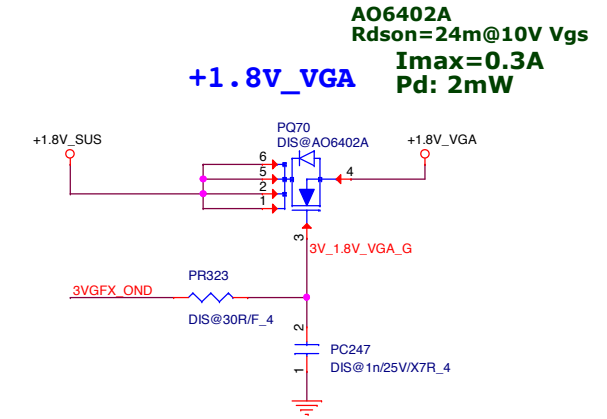 AO6402A
Rdson=24m@10V Vgs
Imax=0.3A
+1.8V_VGA
Pd: 2mW
PQ70
DIS@AO6402A
+1.8V_SUS
+1.8V_VGA
6
5
2
1
4
3
3V_1.8V_VGA_G
PR323
3VGFX_OND
DIS@30R/F_4
2
PC247
1
DIS@1n/25V/X7R_4